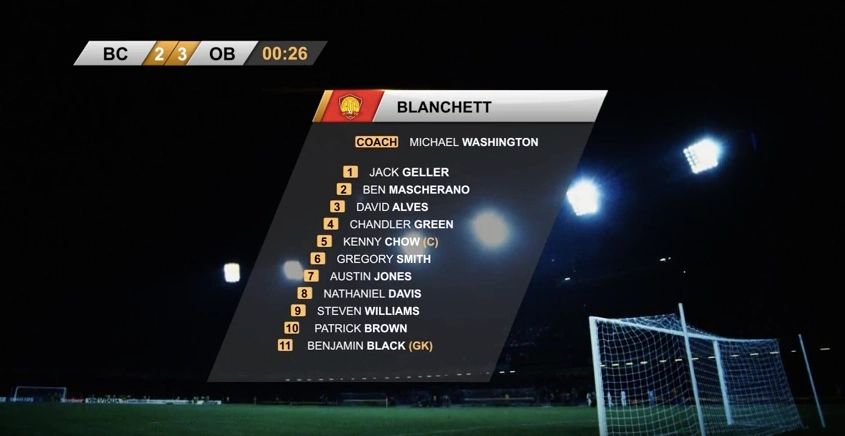 BC 2 3 OB 00:26
BLANCHETT
COACH MICHAEL WASHINGTON
1 JACK GELLER
2 BEN MASCHERANO
3 DAVID ALVES
4 CHANDLER GREEN
5 KENNY CHOW (C)
6 GREGORY SMITH
7 AUSTIN JONES
8 NATHANIEL DAVIS
9 STEVEN WILLIAMS
10 PATRICK BROWN
11 BENJAMIN BLACK (GK)